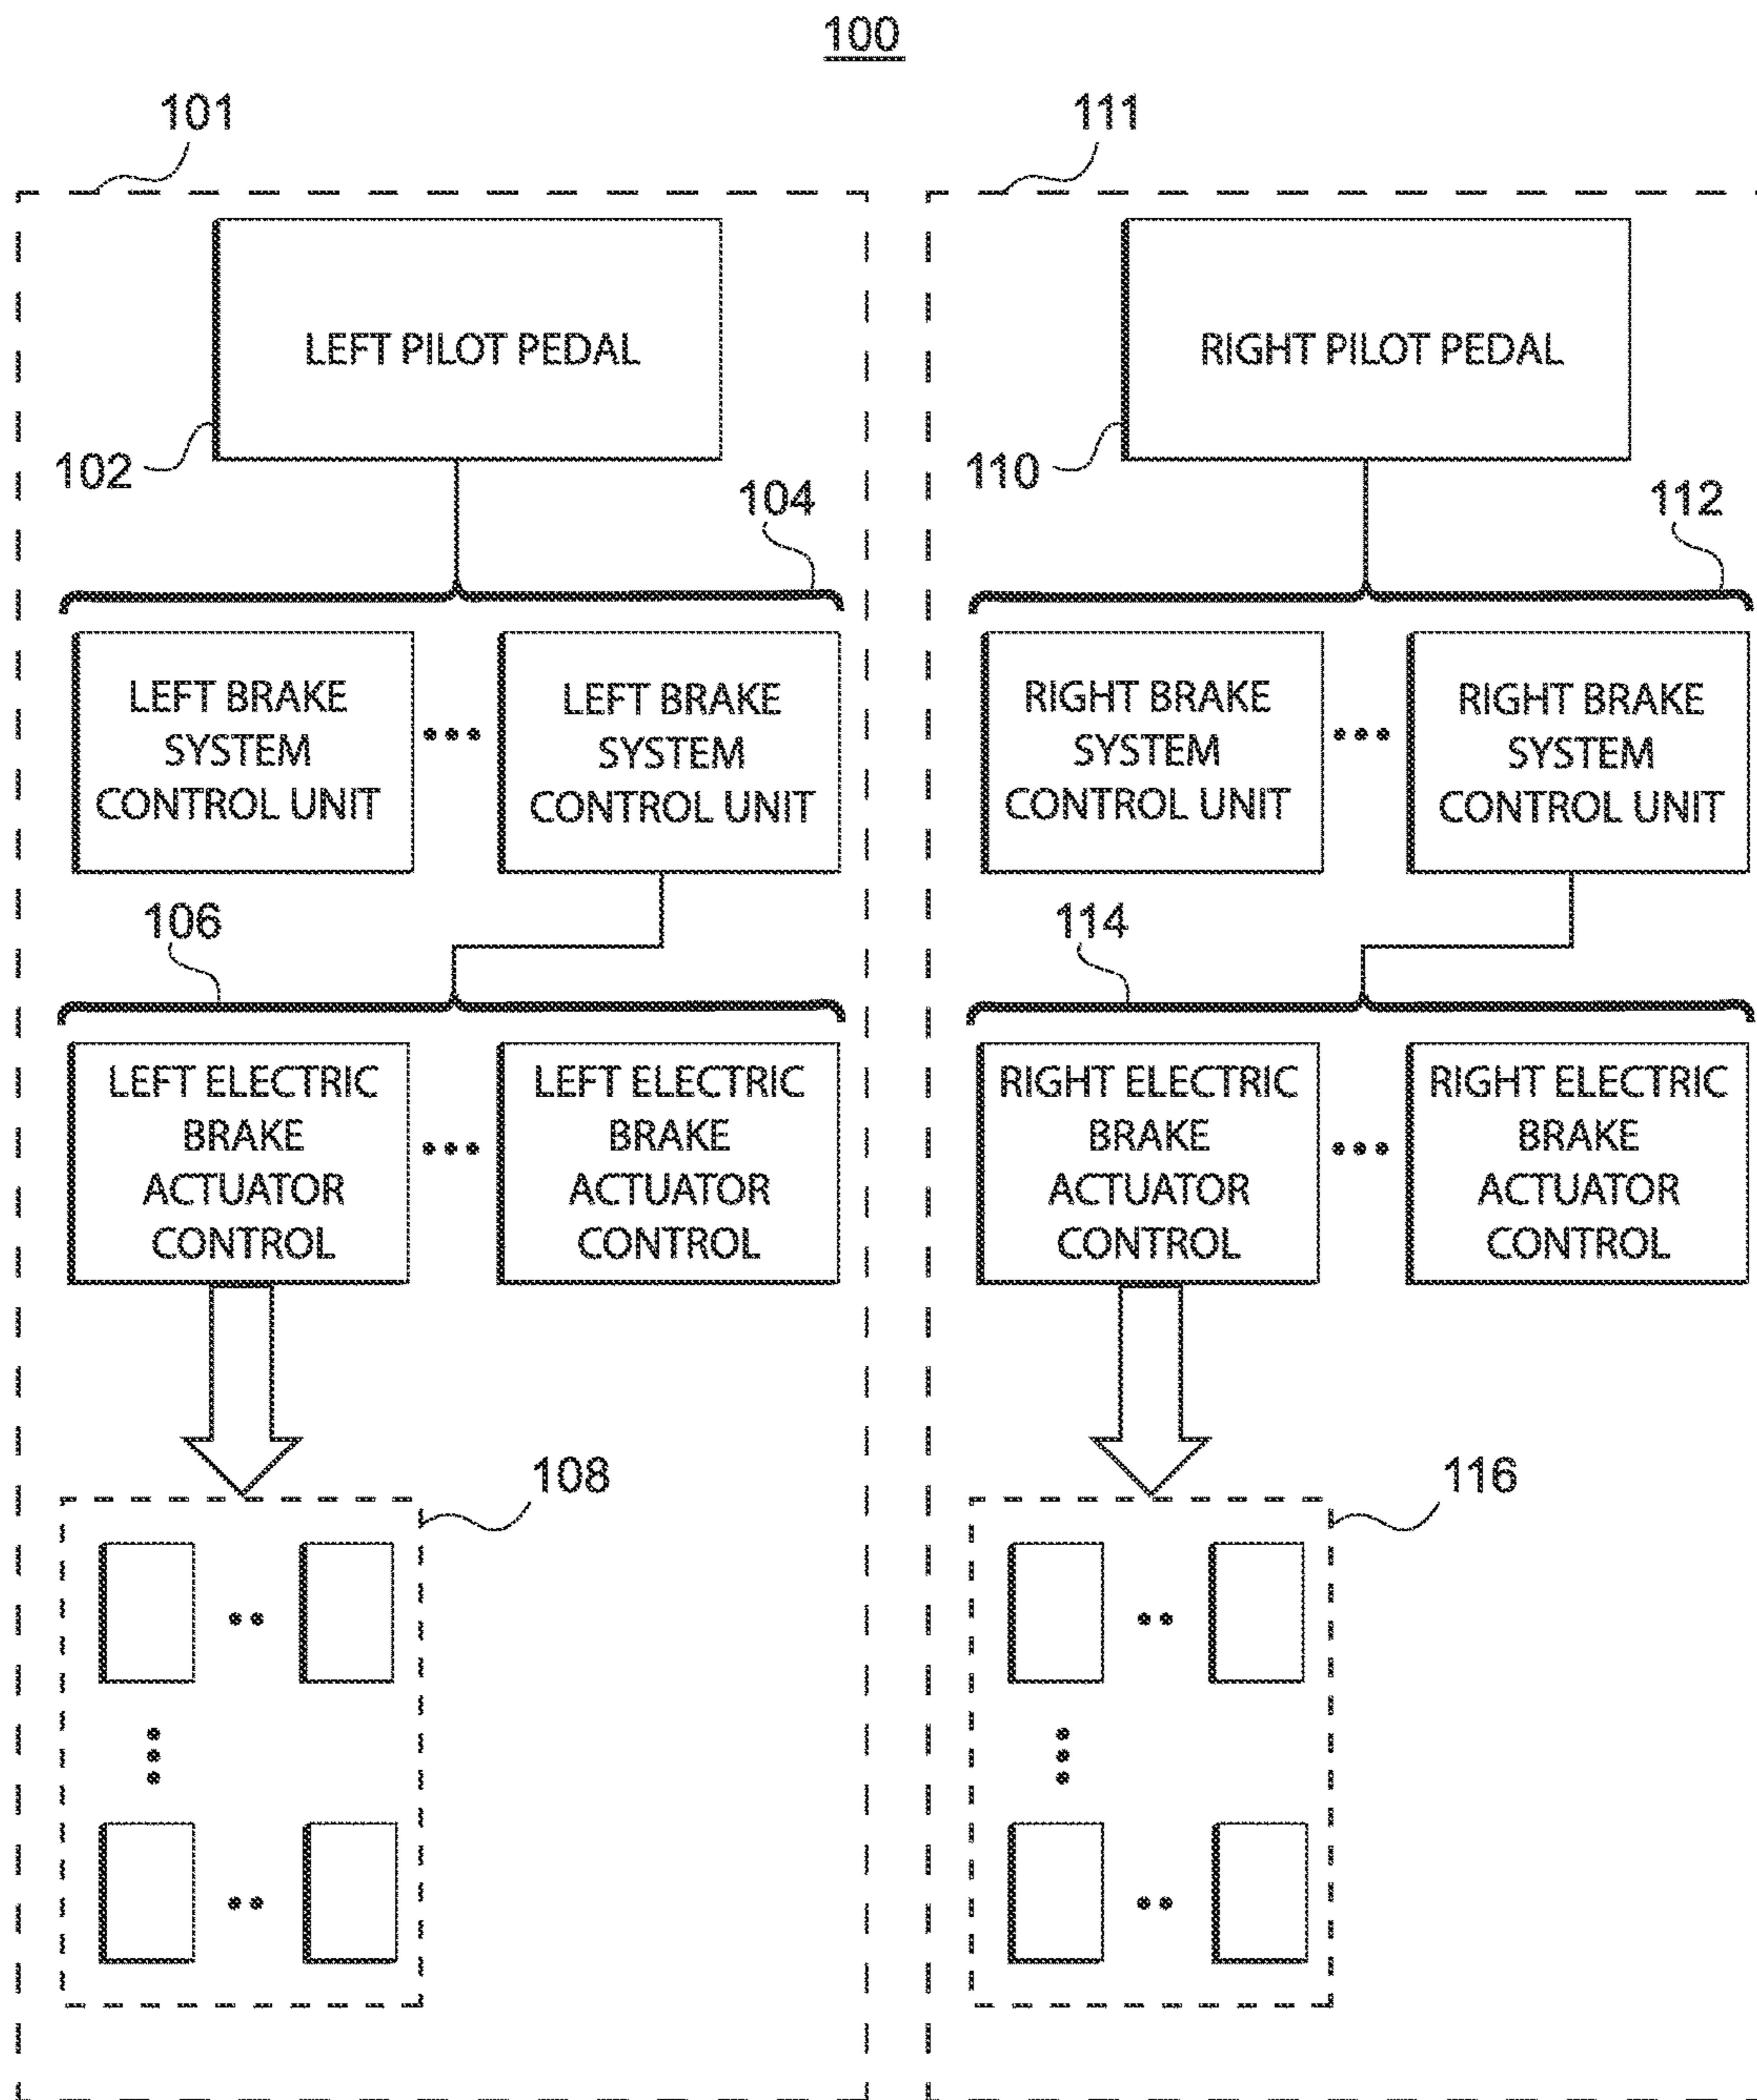 100
101
LEFT PILOT PEDAL
102
104
LEFT BRAKE
SYSTEM
CONTROL UNIT
LEFT BRAKE
SYSTEM
CONTROL UNIT
106
LEFT ELECTRIC
BRAKE
ACTUATOR
CONTROL
LEFT ELECTRIC
BRAKE
ACTUATOR
CONTROL
108
111
RIGHT PILOT PEDAL
110
112
RIGHT BRAKE
SYSTEM
CONTROL UNIT
RIGHT BRAKE
SYSTEM
CONTROL UNIT
114
RIGHT ELECTRIC
BRAKE
ACTUATOR
CONTROL
RIGHT ELECTRIC
BRAKE
ACTUATOR
CONTROL
116